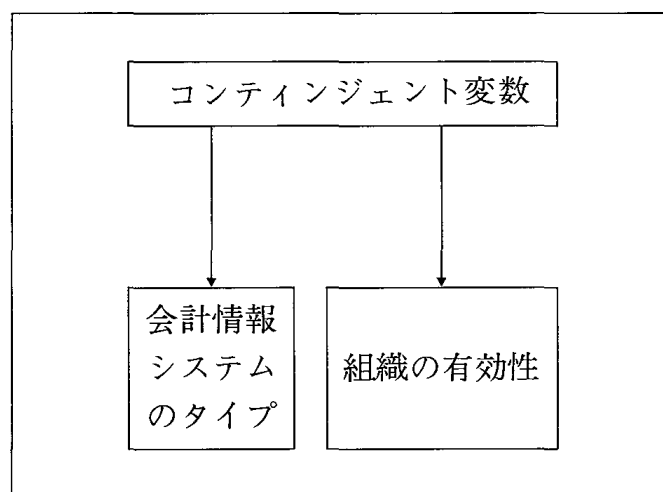 コンティンジェント変数
会計情報
システム
のタイプ
組織の有効性